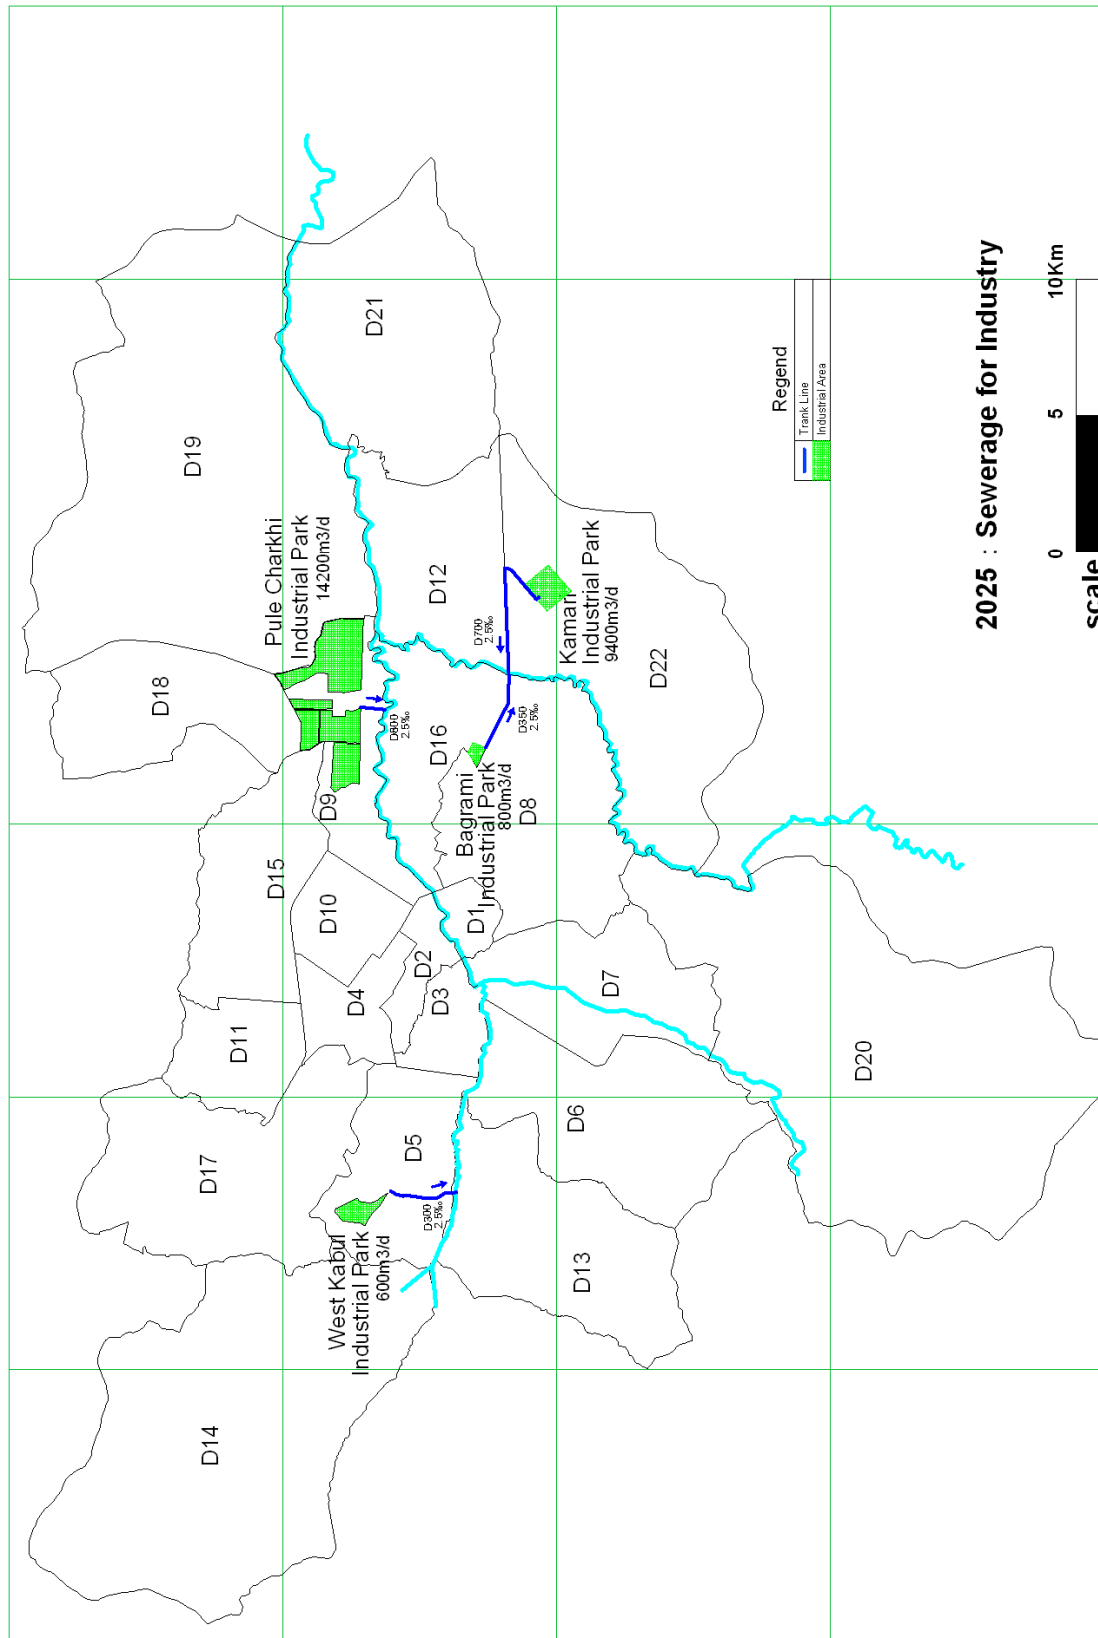 D19
D21
D18
Pule Charkhi
Industrial Park
14200m3/d
D12
D800
2.5‰
D16
D9
D15
D10
D700
2.5‰
Kamari
Industrial Park
9400m3/d
D22
D350
2.5‰
Bagrami
Industrial Park
800m3/d
D8
D1
D2
D3
D4
D11
D7
D20
D17
D5
D6
D300
2.5‰
West Kabul
Industrial Park
600m3/d
D13
D14
Regend
Trank Line
Industrial Area
2025 : Sewerage for Industry
0 5 10Km
scale